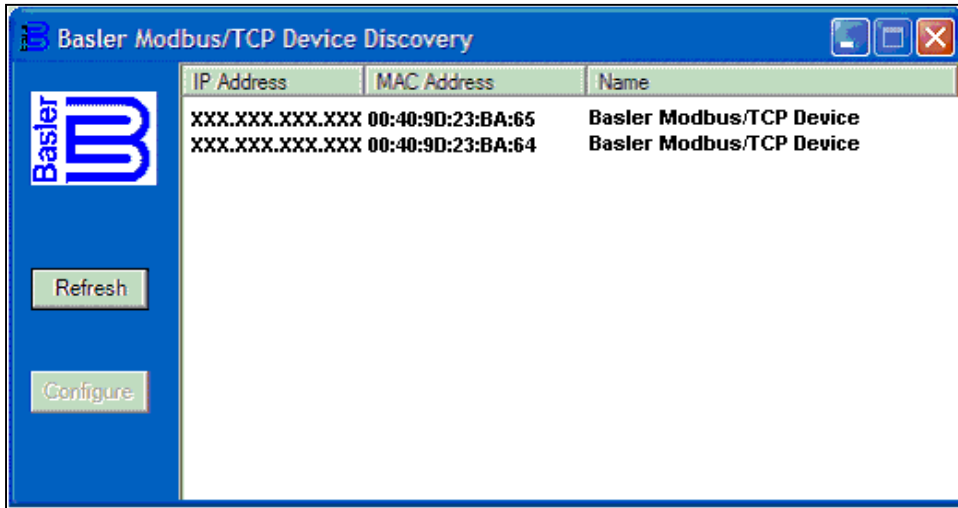 Basler Modbus/TCP Device Discovery
IP Address MAC Address Name
XXX.XXX.XXX.XXX 00:40:9D:23:BA:65 Basler Modbus/TCP Device
XXX.XXX.XXX.XXX 00:40:9D:23:BA:64 Basler Modbus/TCP Device
Basler
Refresh
Configure